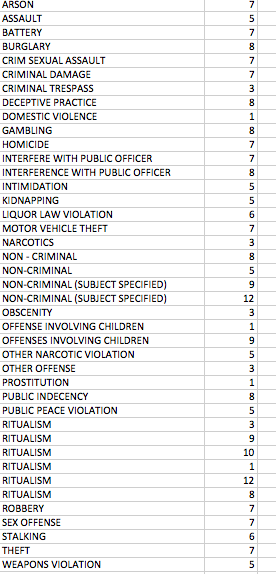 ARSON 7
ASSAULT 5
BATTERY 7
BURGLARY 8
CRIM SEXUAL ASSAULT 7
CRIMINAL DAMAGE 7
CRIMINAL TRESPASS 3
DECEPTIVE PRACTICE 8
DOMESTIC VIOLENCE 1
GAMBLING 8
HOMICIDE 7
INTERFERE WITH PUBLIC OFFICER 7
INTERFERENCE WITH PUBLIC OFFICER 8
INTIMIDATION 5
KIDNAPPING 5
LIQUOR LAW VIOLATION 6
MOTOR VEHICLE THEFT 7
NARCOTICS 3
NON - CRIMINAL 8
NON-CRIMINAL 5
NON-CRIMINAL (SUBJECT SPECIFIED) 9
NON-CRIMINAL (SUBJECT SPECIFIED) 12
OBSCENITY 3
OFFENSE INVOLVING CHILDREN 1
OFFENSES INVOLVING CHILDREN 9
OTHER NARCOTIC VIOLATION 5
OTHER OFFENSE 3
PROSTITUTION 1
PUBLIC INDECENCY 8
PUBLIC PEACE VIOLATION 5
RITUALISM 3
RITUALISM 9
RITUALISM 10
RITUALISM 1
RITUALISM 12
RITUALISM 8
ROBBERY 7
SEX OFFENSE 7
STALKING 6
THEFT 7
WEAPONS VIOLATION 5